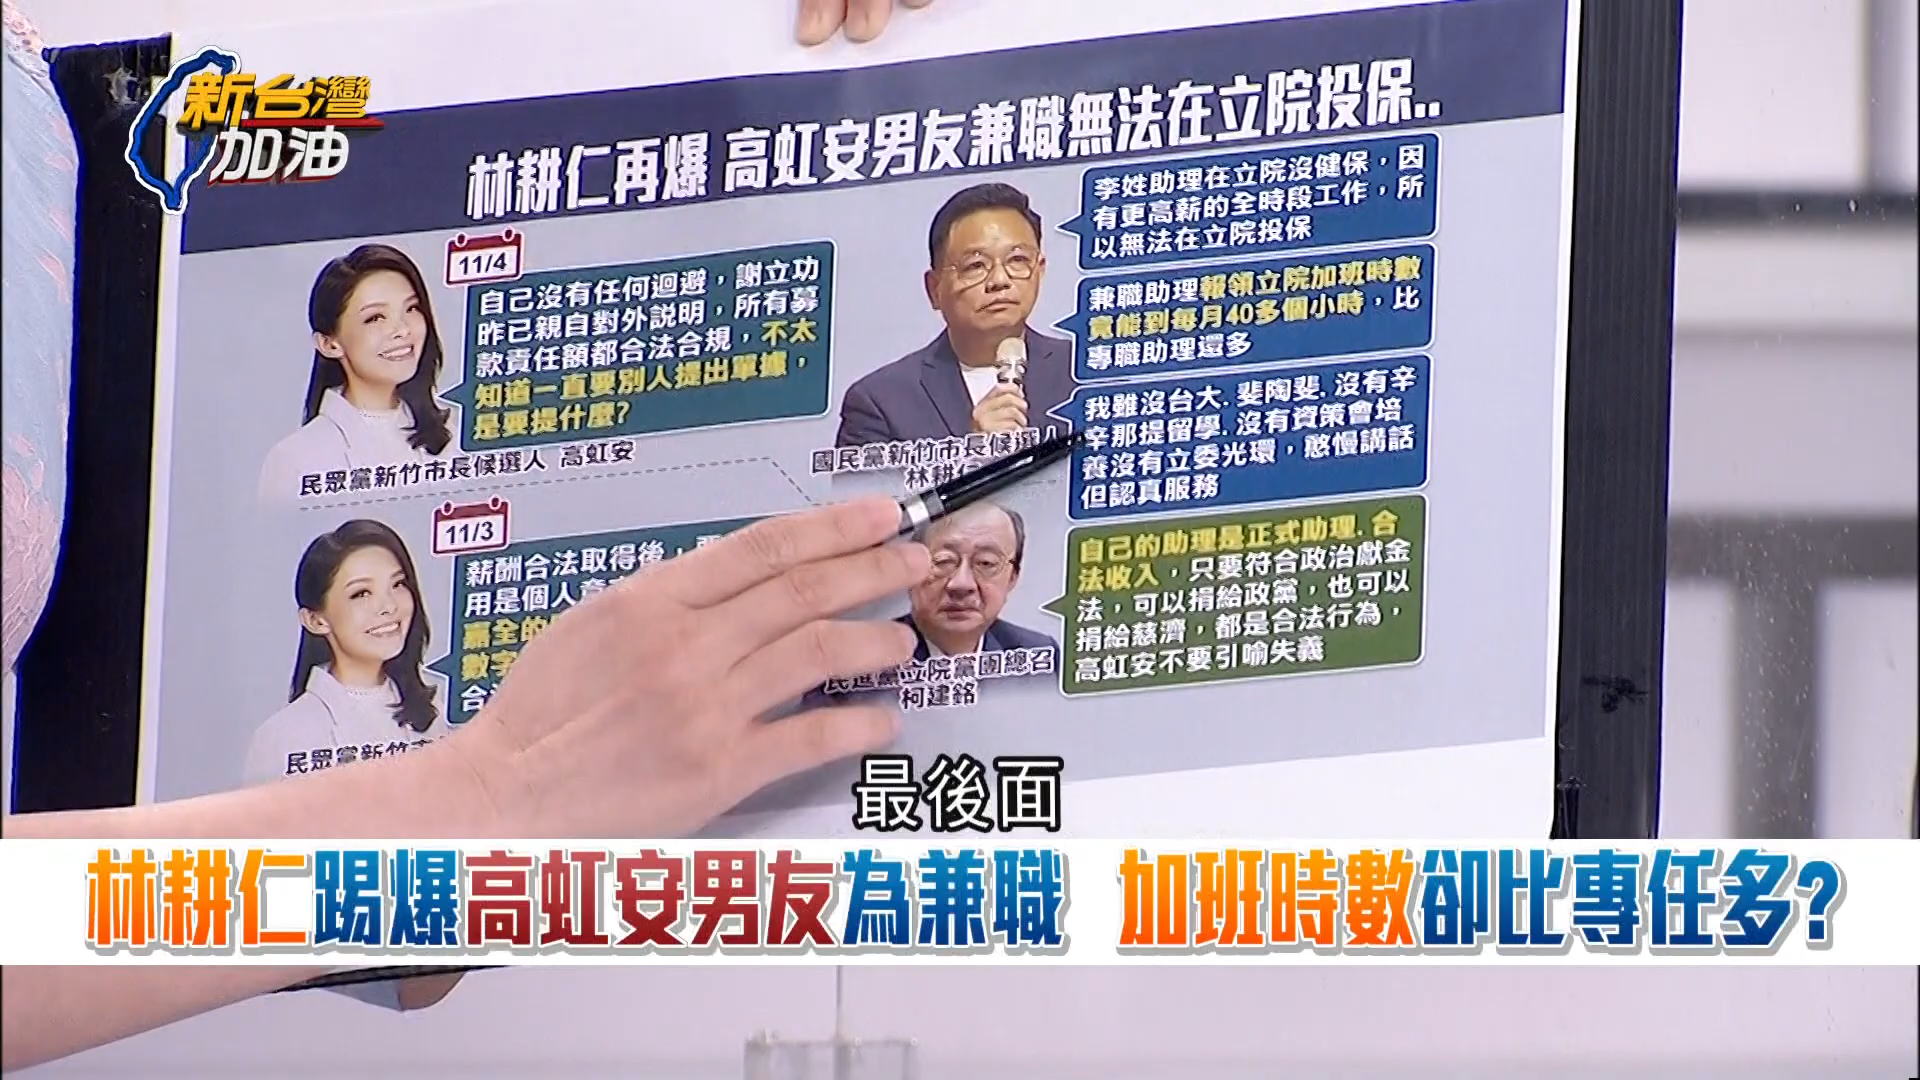 新台灣
加油
林耕仁再爆 高虹安男友兼職無法在立院投保..
11/4
自己沒有任何迴避，謝立功
昨已親自對外説明，所有募
款責任額都合法合規，不太
知道一直要別人提出單據，
是要提什麼?
民眾黨新竹市長候選人 高虹安
11/3
薪酬合法取得後，
用是個人
全的
數字
合
民眾黨新竹市
李姓助理在立院沒健保，因
有更高薪的全時段工作，所
以無法在立院投保
兼職助理報領立院加班時數
竟能到每月40多個小時，比
專職助理還多
我雖沒台大. 斐陶斐. 沒有辛
辛那提留學. 沒有資策會培
養沒有立委光環，憨慢講話
但認真服務
國民黨新竹市長候選人
林耕
自己的助理是正式助理. 合
法收入，只要符合政治獻金
法，可以捐給政黨，也可以
捐給慈濟，都是合法行為，
高虹安不要引喻失義
民進黨立院黨團總召
柯建銘
最後面
林耕仁踢爆高虹安男友為兼職 加班時數卻比專任多?